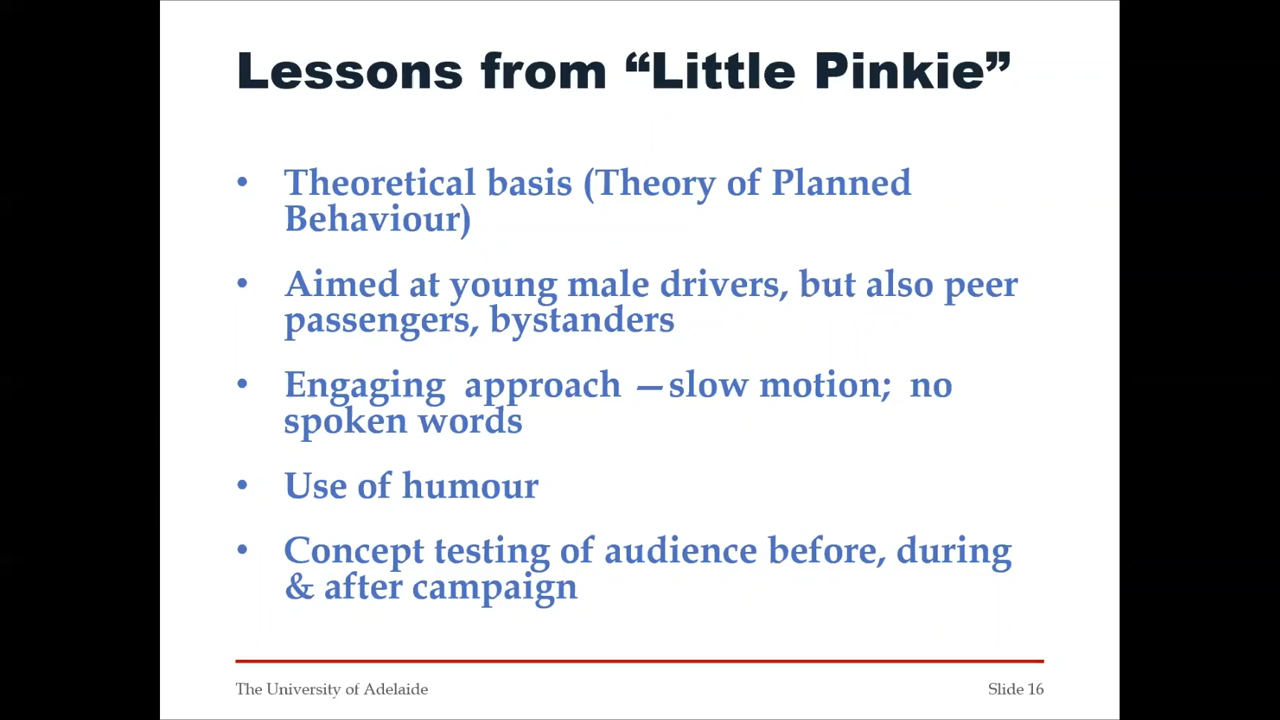 Lessons from “Little Pinkie”
• Theoretical basis (Theory of Planned
Behaviour)
• Aimed at young male drivers, but also peer
passengers, bystanders
• Engaging approach —slow motion; no
spoken words
• Use of humour
• Concept testing of audience before, during
& after campaign
The University of Adelaide
Slide 16